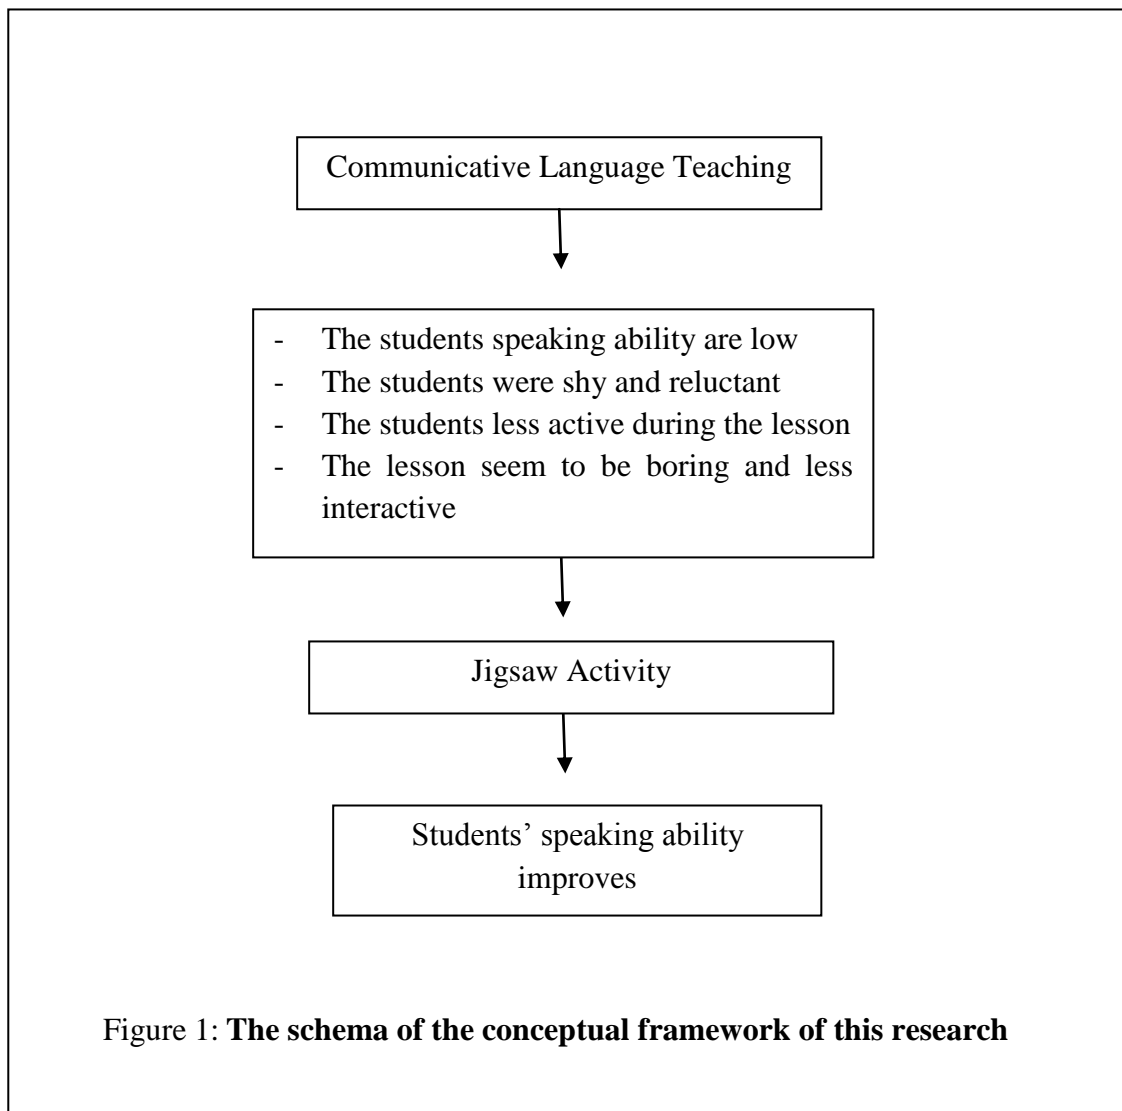 Communicative Language Teaching
- The students speaking ability are low
- The students were shy and reluctant
- The students less active during the lesson
- The lesson seem to be boring and less
interactive
Jigsaw Activity
Students’ speaking ability
improves
Figure 1: The schema of the conceptual framework of this research